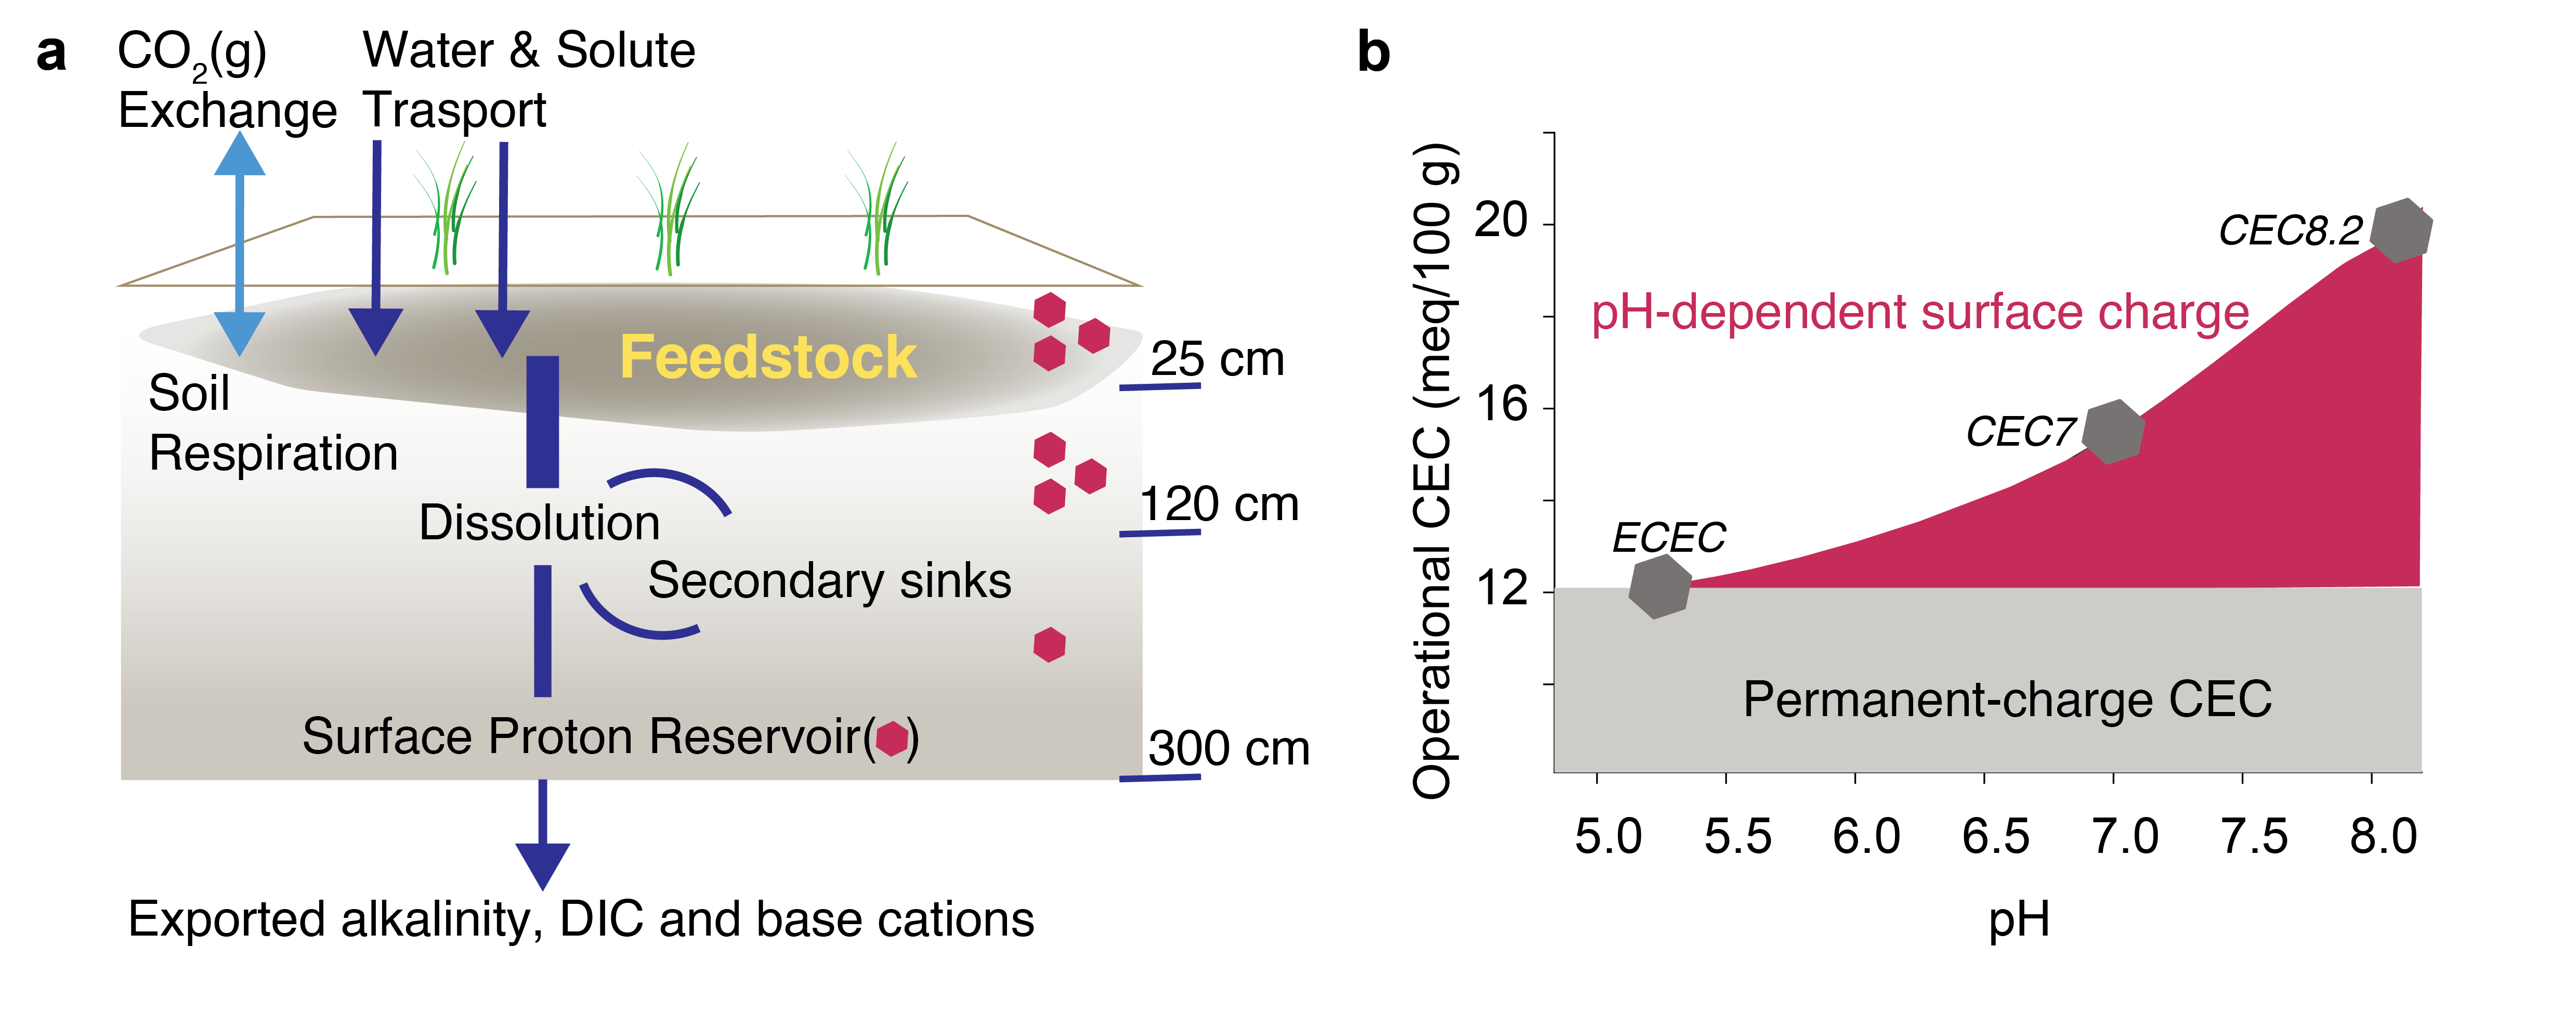 a
CO2(g)
Exchange
Water & Solute
Trasport
Feedstock
25 cm
Soil
Respiration
120 cm
Dissolution
Secondary sinks
Surface Proton Reservoir( )
300 cm
Exported alkalinity, DIC and base cations
b
Operational CEC (meq/100 g)
20
16
12
CEC8.2
pH-dependent surface charge
CEC7
ECEC
Permanent-charge CEC
5.0 5.5 6.0 6.5 7.0 7.5 8.0
pH